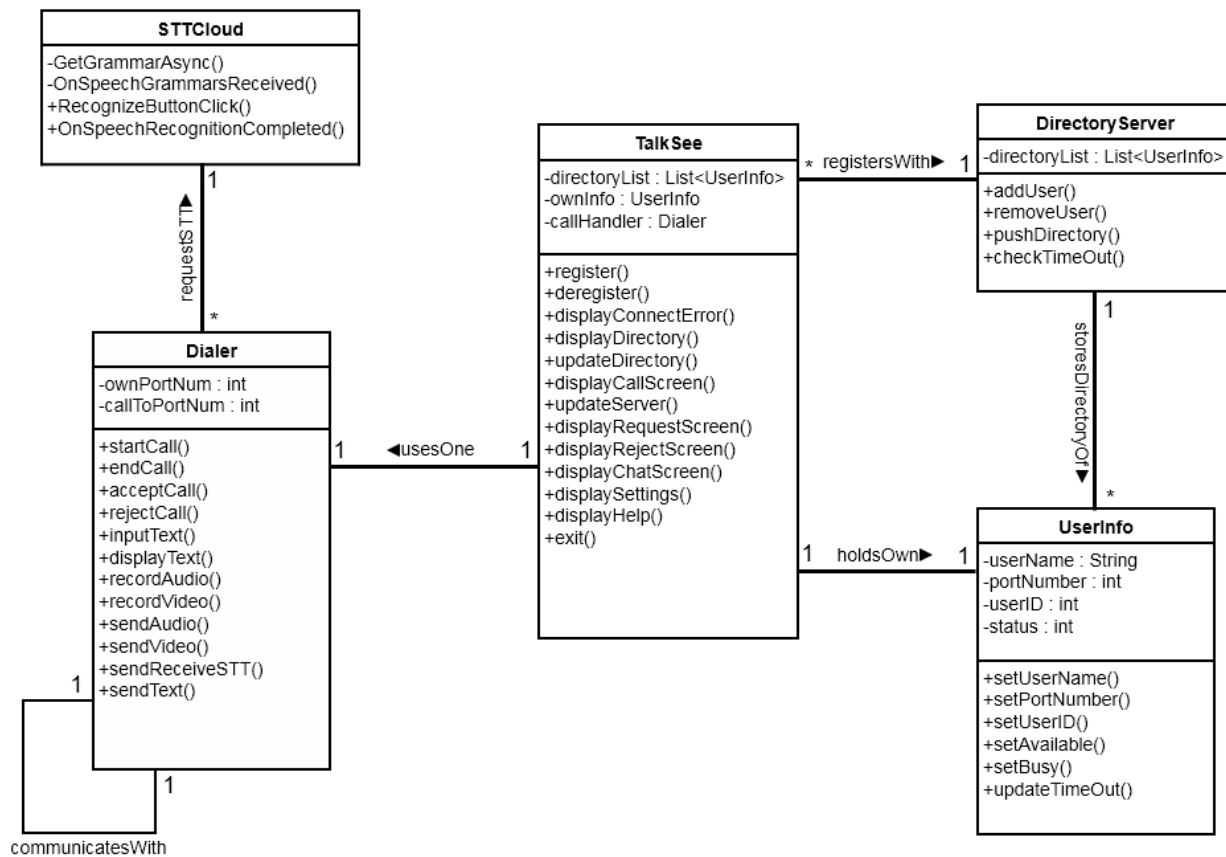 STTCloud
-GetGrammarAsync()
-OnSpeechGrammarsReceived()
+RecognizeButtonClick()
+OnSpeechRecognitionCompleted()
1
requestSTT▶
*
Dialer
-ownPortNum : int
-callToPortNum : int
+startCall()
+endCall()
+acceptCall()
+rejectCall()
+inputText()
+displayText()
+recordAudio()
+recordVideo()
+sendAudio()
+sendVideo()
+sendReceiveSTT()
+sendText()
1
1
communicatesWith
1
◀usesOne
1
TalkSee
-directoryList : List<UserInfo>
-ownInfo : UserInfo
-callHandler : Dialer
+register()
+deregister()
+displayConnectError()
+displayDirectory()
+updateDirectory()
+displayCallScreen()
+updateServer()
+displayRequestScreen()
+displayRejectScreen()
+displayChatScreen()
+displaySettings()
+displayHelp()
+exit()
*
registersWith▶
1
DirectoryServer
-directoryList : List<UserInfo>
+addUser()
+removeUser()
+pushDirectory()
+checkTimeOut()
1
storesDirectoryOf▶
*
1
holdsOwn▶
1
UserInfo
-userName : String
-portNumber : int
-userID : int
-status : int
+setUserName()
+setPortNumber()
+setUserID()
+setAvailable()
+setBusy()
+updateTimeOut()